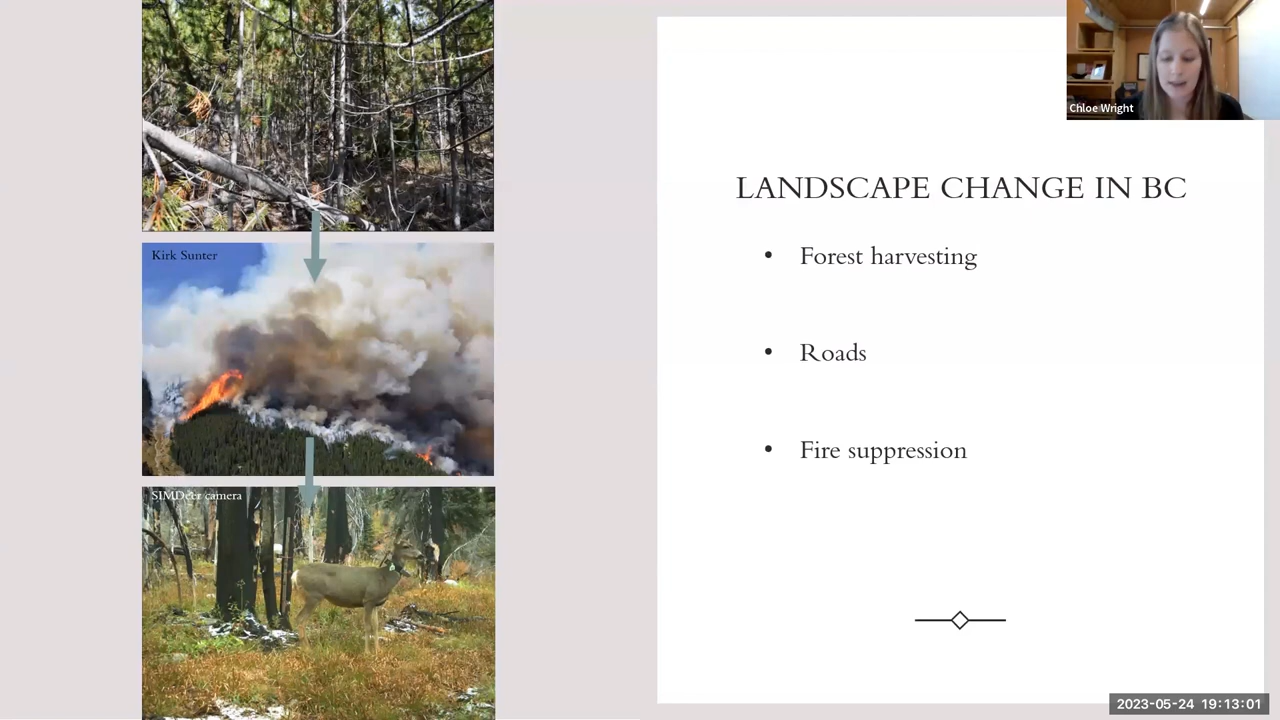 Chloe Wright
LANDSCAPE CHANGE IN BC
• Forest harvesting
• Roads
• Fire suppression
Kirk Sunter
SIMDeer camera
2023-05-24 19:13:01